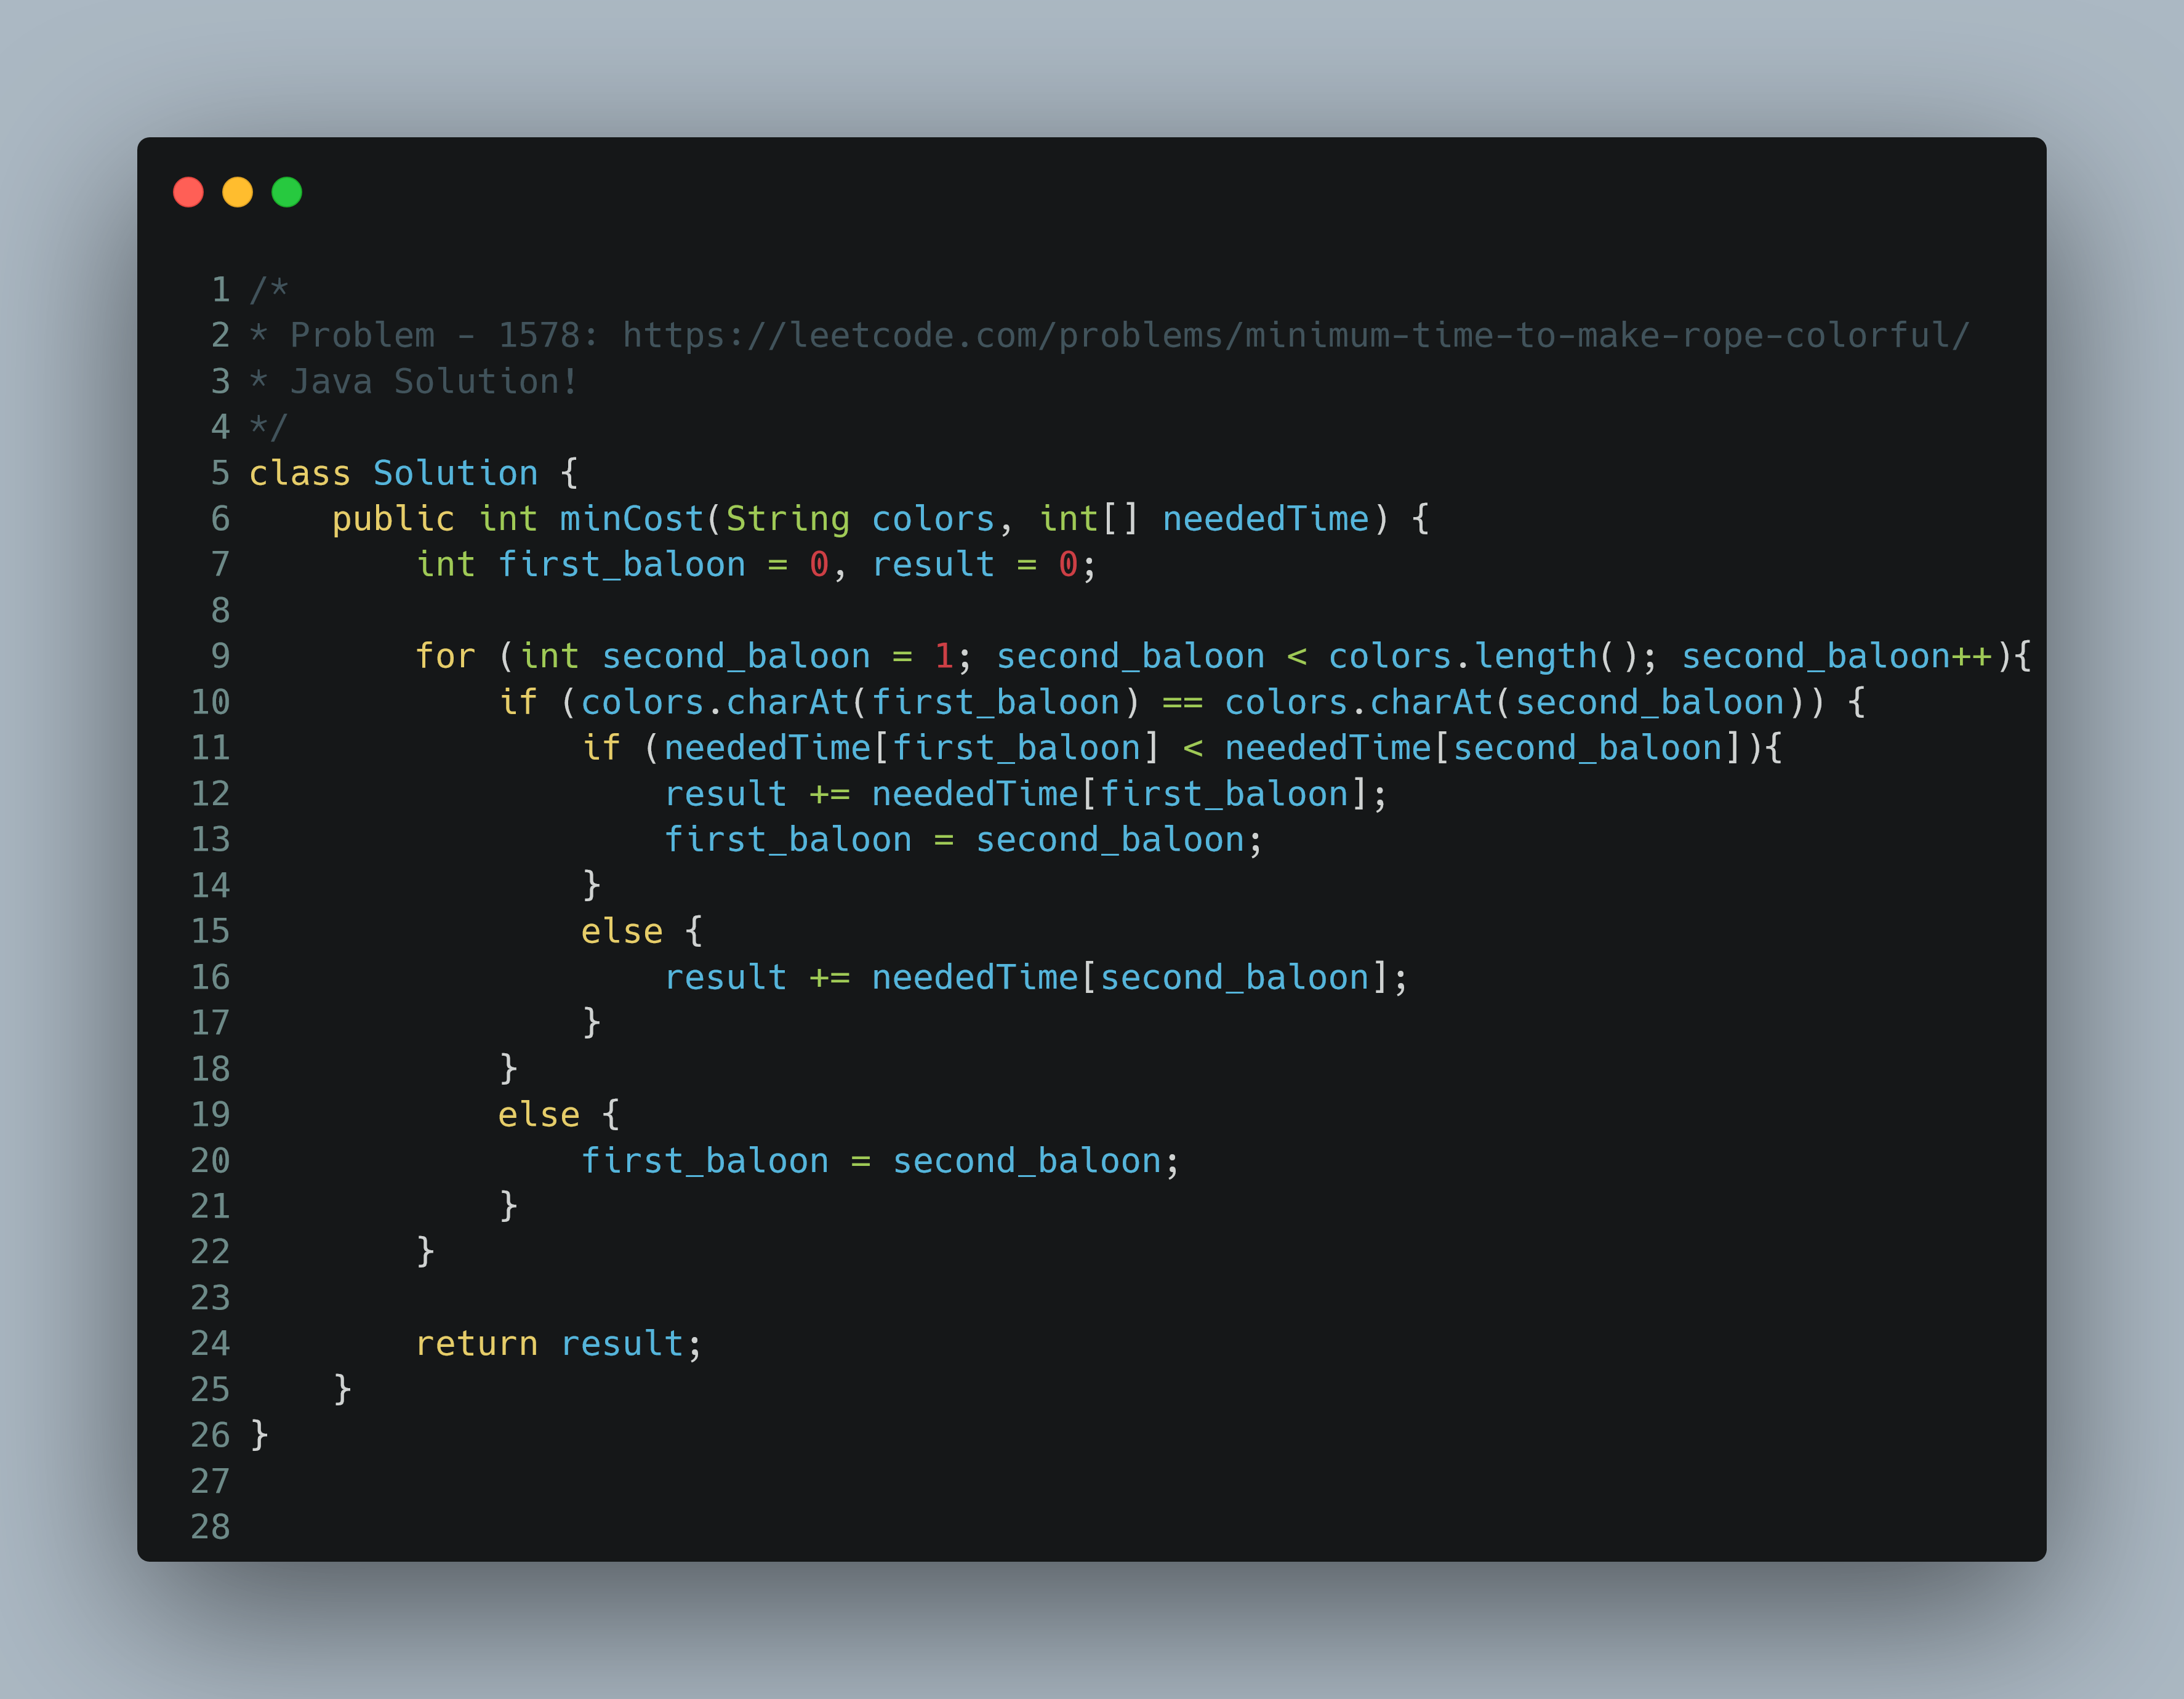 1 /*
2 * Problem - 1578: https://leetcode.com/problems/minimum-time-to-make-rope-colorful/
3 * Java Solution!
4 */
5 class Solution {
6     public int minCost(String colors, int[] neededTime) {
7         int first_baloon = 0, result = 0;
8
9         for (int second_baloon = 1; second_baloon < colors.length(); second_baloon++){
10             if (colors.charAt(first_baloon) == colors.charAt(second_baloon)) {
11                 if (neededTime[first_baloon] < neededTime[second_baloon]){
12                     result += neededTime[first_baloon];
13                     first_baloon = second_baloon;
14                 }
15                 else {
16                     result += neededTime[second_baloon];
17                 }
18             }
19             else {
20                 first_baloon = second_baloon;
21             }
22         }
23
24         return result;
25     }
26 }
27
28